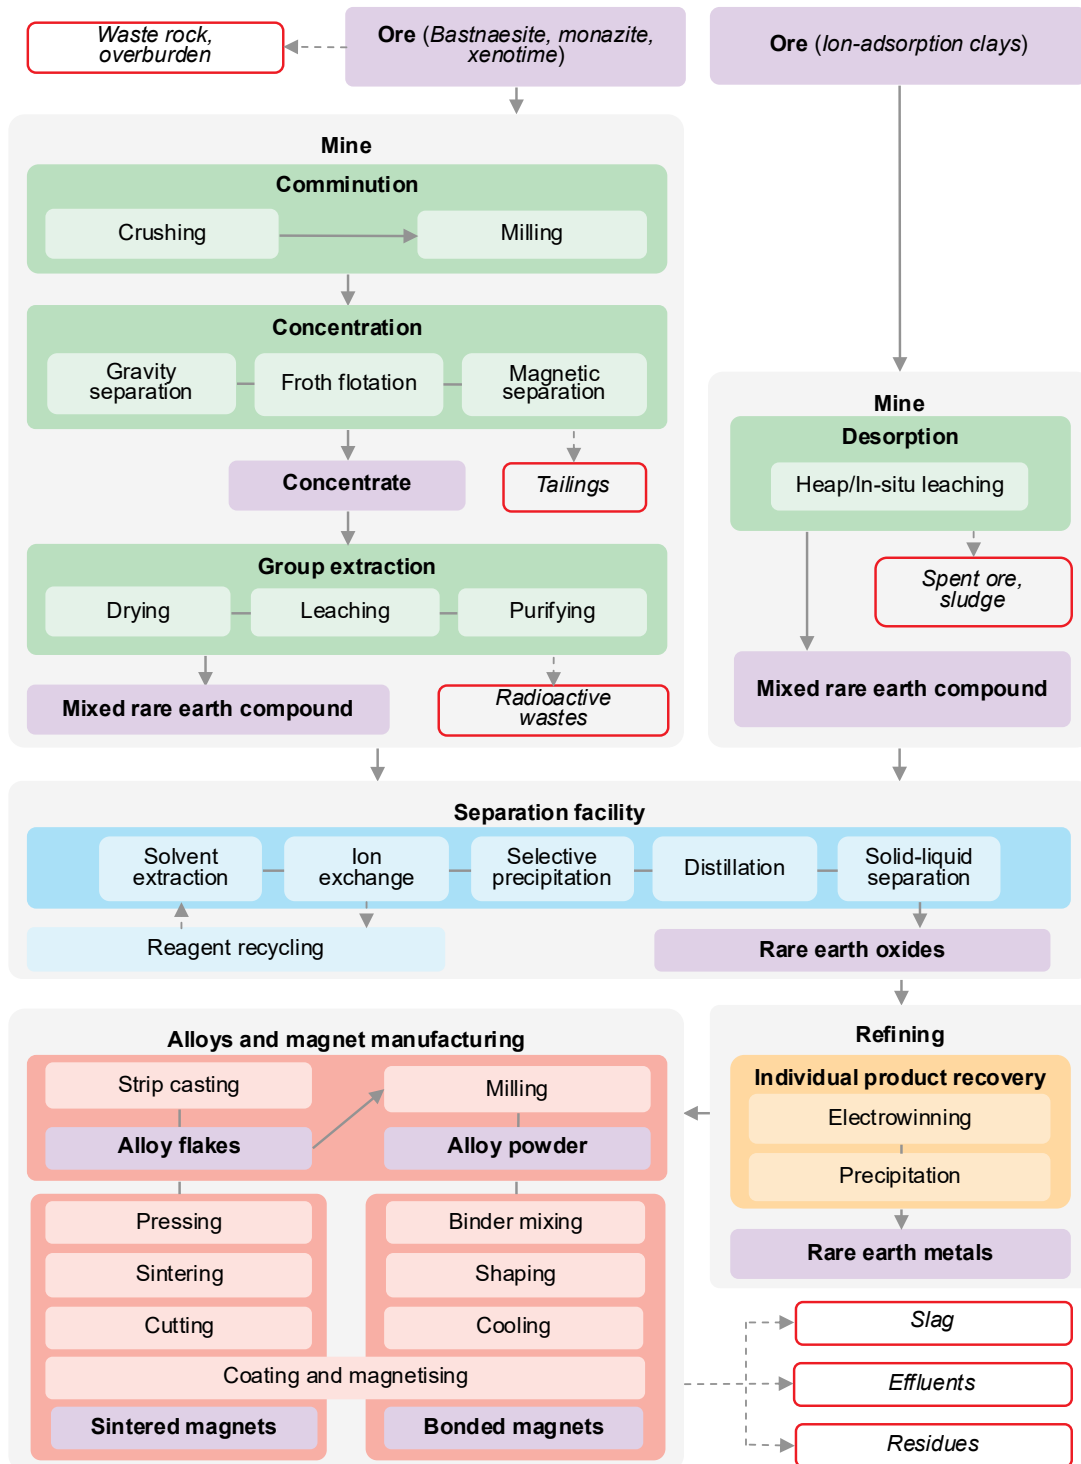 Waste rock,
overburden
Ore (Bastnaesite, monazite,
xenotime)
Ore (Ion-adsorption clays)
Mine
Comminution
Crushing
Milling
Concentration
Gravity
separation
Froth flotation
Magnetic
separation
Concentrate
Tailings
Group extraction
Drying
Leaching
Purifying
Mixed rare earth compound
Radioactive
wastes
Mine
Desorption
Heap/In-situ leaching
Spent ore,
sludge
Mixed rare earth compound
Separation facility
Solvent
extraction
Ion
exchange
Selective
precipitation
Distillation
Solid-liquid
separation
Reagent recycling
Rare earth oxides
Alloys and magnet manufacturing
Strip casting
Milling
Alloy flakes
Alloy powder
Pressing
Binder mixing
Sintering
Shaping
Cutting
Cooling
Coating and magnetising
Sintered magnets
Bonded magnets
Refining
Individual product recovery
Electrowinning
Precipitation
Rare earth metals
Slag
Effluents
Residues